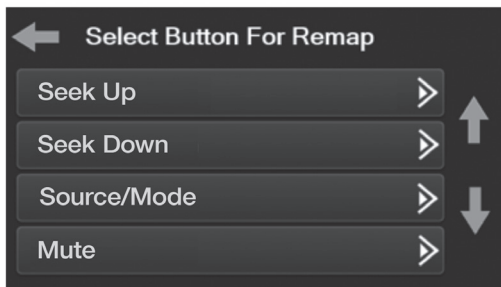 Select Button For Remap
Seek Up
Seek Down
Source/Mode
Mute